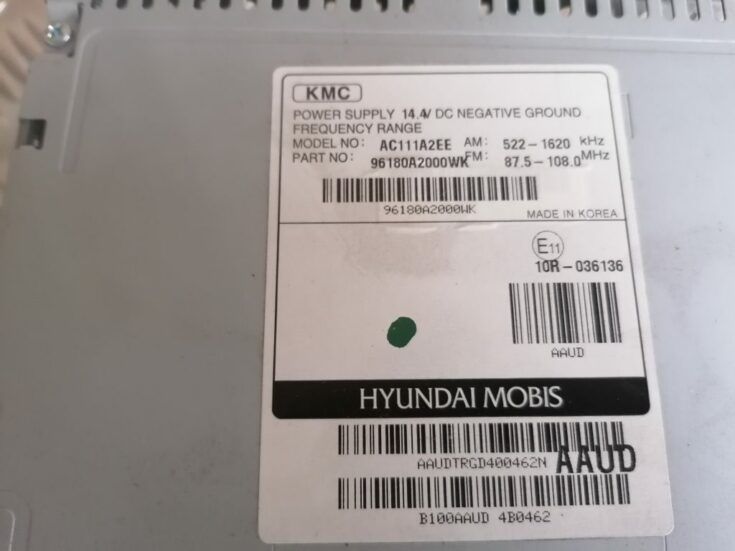 KMC
POWER SUPPLY 14.4V DC NEGATIVE GROUND
FREQUENCY RANGE
MODEL NO: AC111A2EE AM: 522-1620 kHz
PART NO: 96180A2000WK FM: 87.5-108.0 MHz
96180A2000WK
MADE IN KOREA
E11
10R-036136
AAUD
HYUNDAI MOBIS
AAUDTRGD400462N AAUD
B100AAUD 4B0462